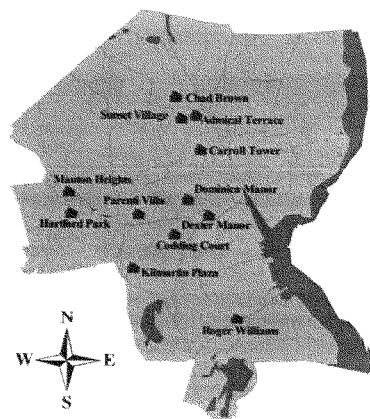 Chad Brown
Sunset Village
Admiral Terrace
Carroll Tower
Manton Heights
Dominica Manor
Parenti Villa
Hartford Park
Dexter Manor
Codding Court
Kilmartin Plaza
Roger Williams
N
W E
S